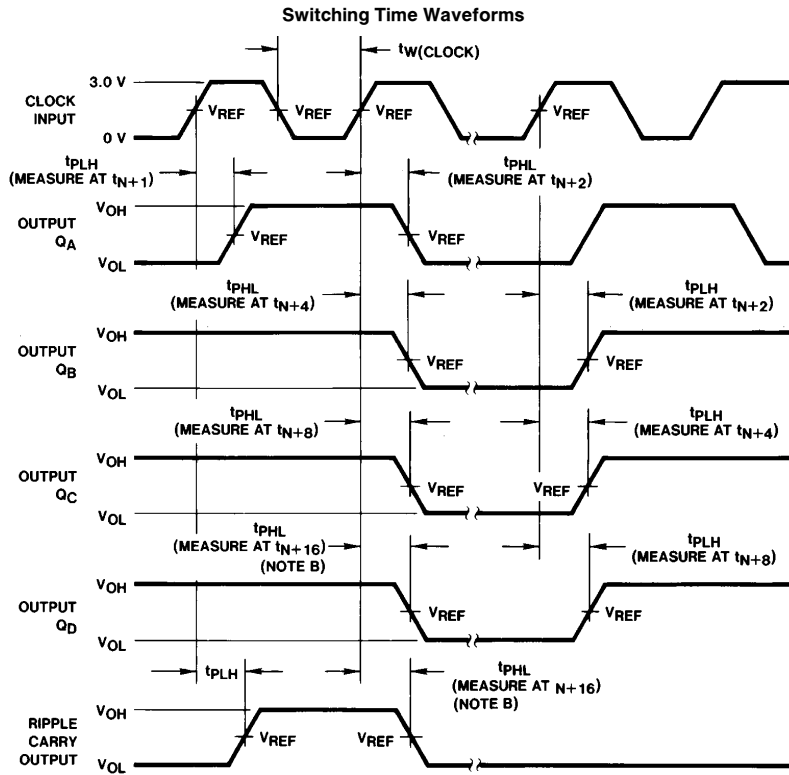 Switching Time Waveforms
tW(CLOCK)
3.0 V
CLOCK
INPUT
0 V
VREF
VREF
VREF
VREF
tPLH
(MEASURE AT tN+1)
tPHL
(MEASURE AT tN+2)
VOH
OUTPUT
QA
VOL
VREF
VREF
tPHL
(MEASURE AT tN+4)
tPLH
(MEASURE AT tN+2)
VOH
OUTPUT
QB
VOL
VREF
VREF
tPHL
(MEASURE AT tN+8)
tPLH
(MEASURE AT tN+4)
VOH
OUTPUT
QC
VOL
VREF
VREF
tPHL
(MEASURE AT tN+16)
(NOTE B)
tPLH
(MEASURE AT tN+8)
VOH
OUTPUT
QD
VOL
VREF
VREF
tPLH
tPHL
(MEASURE AT N+16)
(NOTE B)
VOH
RIPPLE
CARRY
OUTPUT
VOL
VREF
VREF